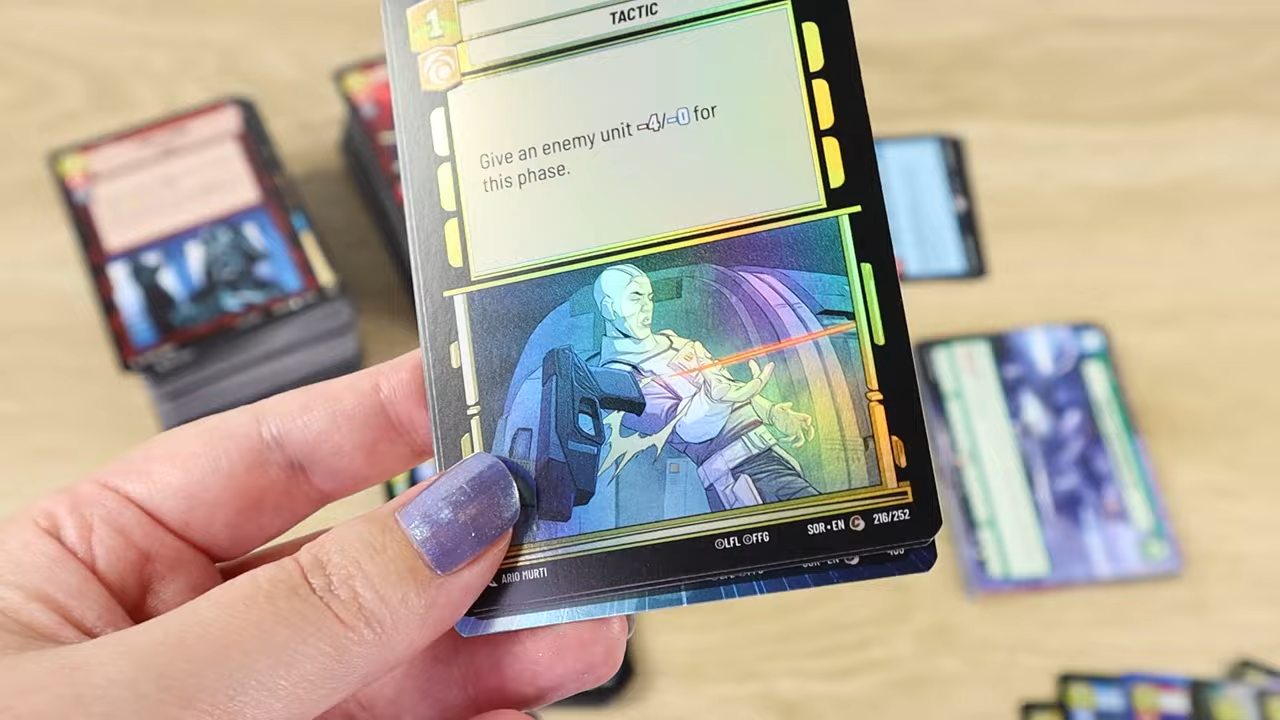 1
TACTIC
Give an enemy unit -4/-0 for
this phase.
©LFL ©FFG
SOR•EN C 216/252
ARIO MURTI